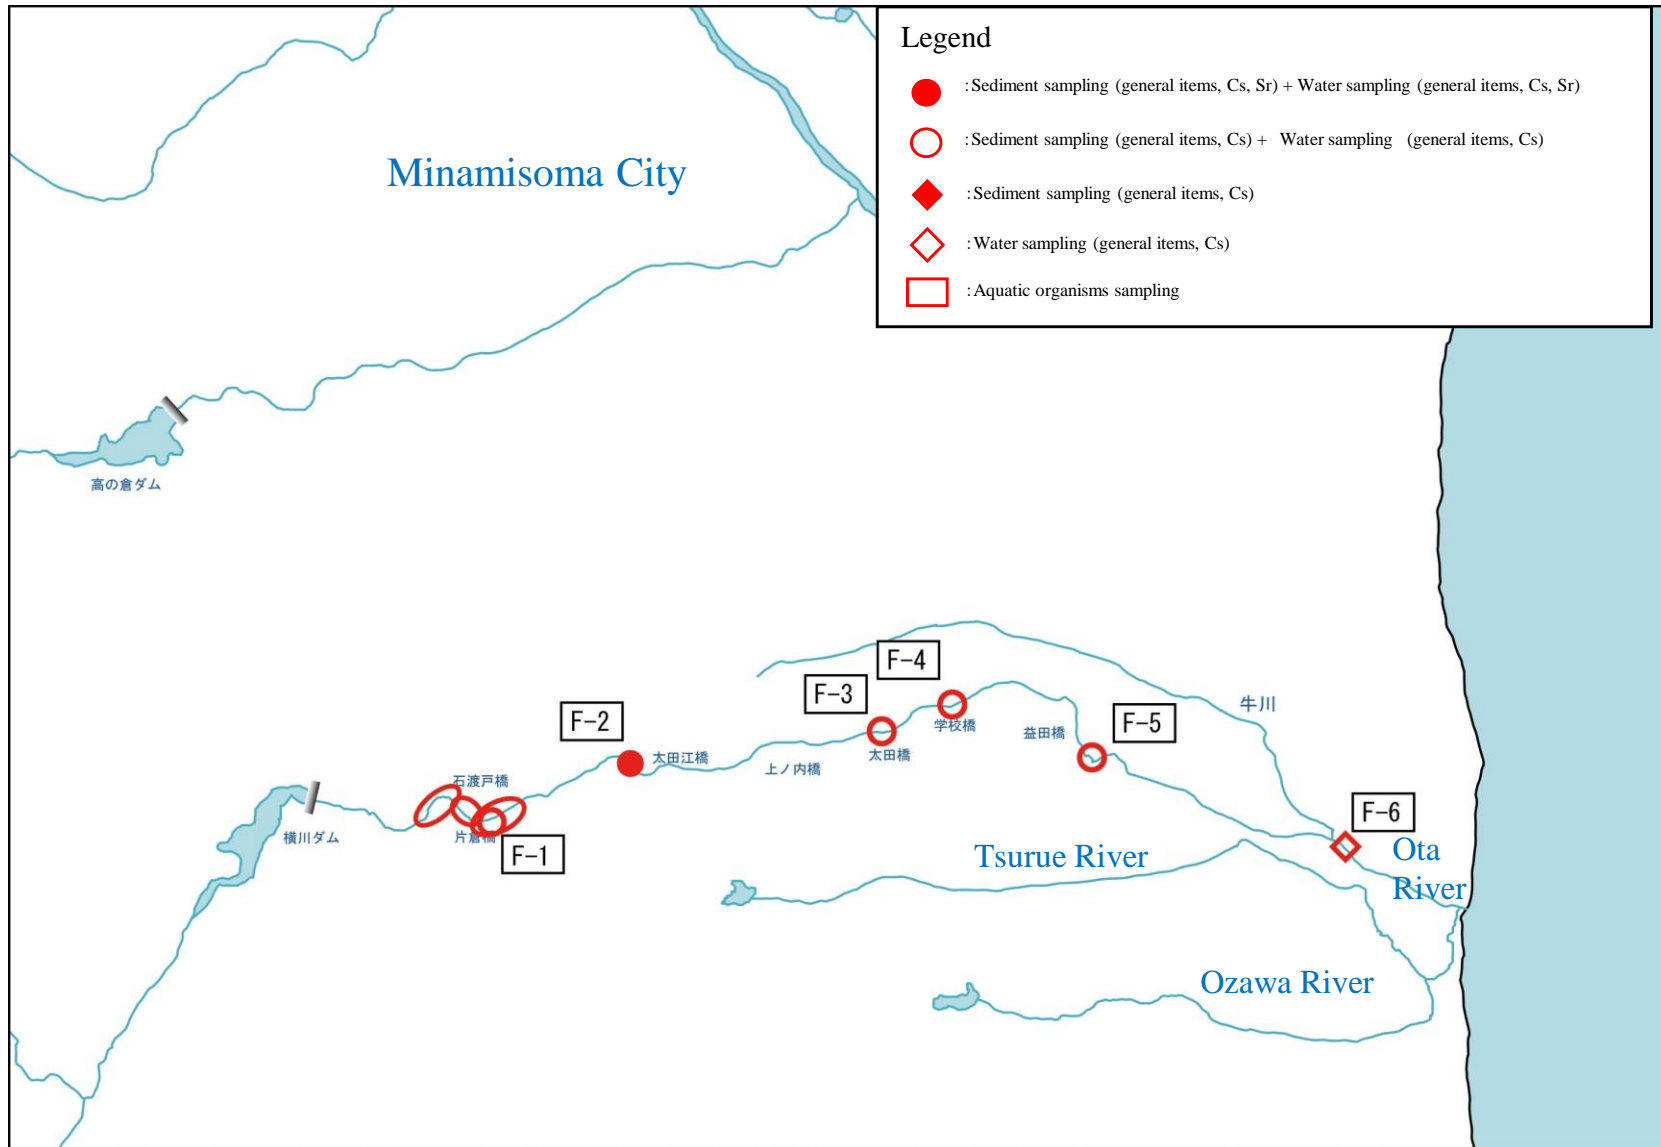 Legend
:Sediment sampling (general items, Cs, Sr) + Water sampling (general items, Cs, Sr)
:Sediment sampling (general items, Cs) + Water sampling (general items, Cs)
:Sediment sampling (general items, Cs)
:Water sampling (general items, Cs)
:Aquatic organisms sampling
Minamisoma City
高の倉ダム
F-4
F-3
F-2
学校橋
牛川
F-5
益田橋
太田江橋
太田橋
上ノ内橋
石渡戸橋
横川ダム
片倉橋
F-1
F-6
Ota
River
Tsurue River
Ozawa River